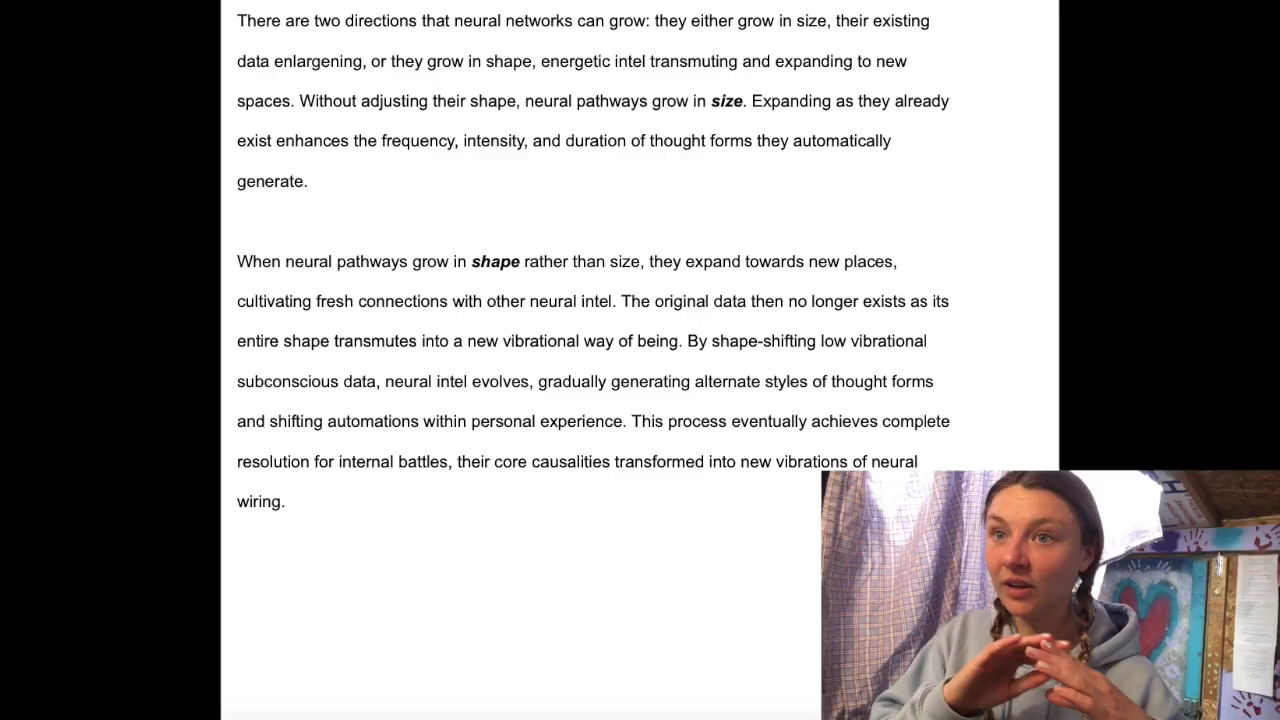 There are two directions that neural networks can grow: they either grow in size, their existing
data enlargening, or they grow in shape, energetic intel transmuting and expanding to new
spaces. Without adjusting their shape, neural pathways grow in size. Expanding as they already
exist enhances the frequency, intensity, and duration of thought forms they automatically
generate.
When neural pathways grow in shape rather than size, they expand towards new places,
cultivating fresh connections with other neural intel. The original data then no longer exists as its
entire shape transmutes into a new vibrational way of being. By shape-shifting low vibrational
subconscious data, neural intel evolves, gradually generating alternate styles of thought forms
and shifting automations within personal experience. This process eventually achieves complete
resolution for internal battles, their core causalities transformed into new vibrations of neural
wiring.